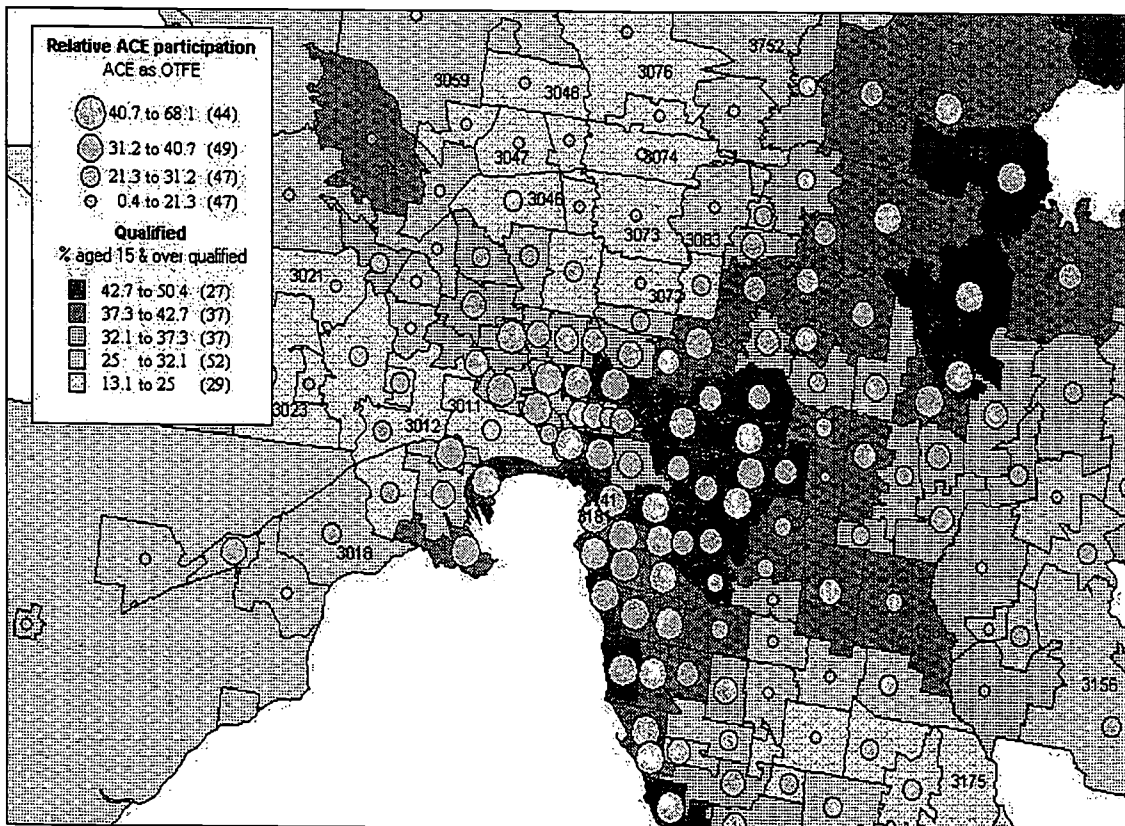 Relative ACE participation
ACE as OTFE
40.7 to 68.1 (44)
31.2 to 40.7 (49)
21.3 to 31.2 (47)
0.4 to 21.3 (47)
Qualified
% aged 15 & over qualified
42.7 to 50.4 (27)
37.3 to 42.7 (37)
32.1 to 37.3 (37)
25 to 32.1 (52)
13.1 to 25 (29)
3752
3059
3048
3076
3047
3074
3046
3073
3083
3021
3072
3023
3012
3011
3018
3156
3175